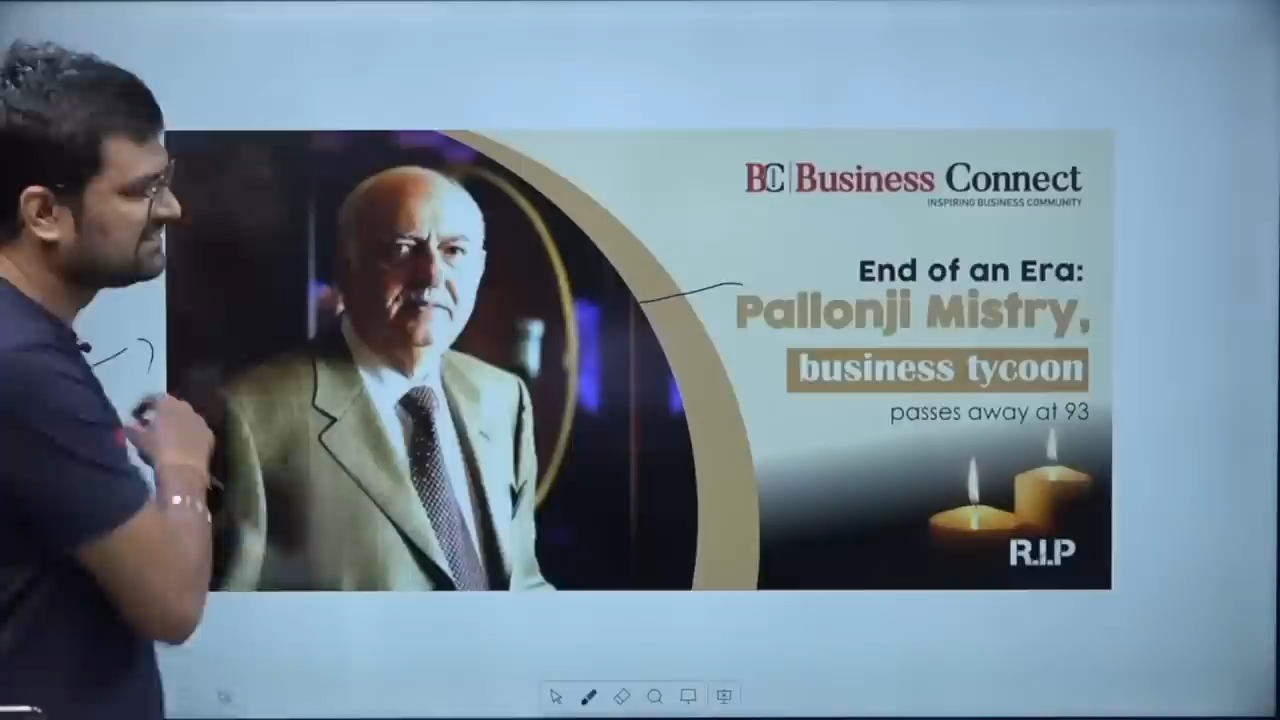 BC Business Connect
INSPIRING BUSINESS COMMUNITY
End of an Era:
Pallonji Mistry,
business tycoon
passes away at 93
R.I.P